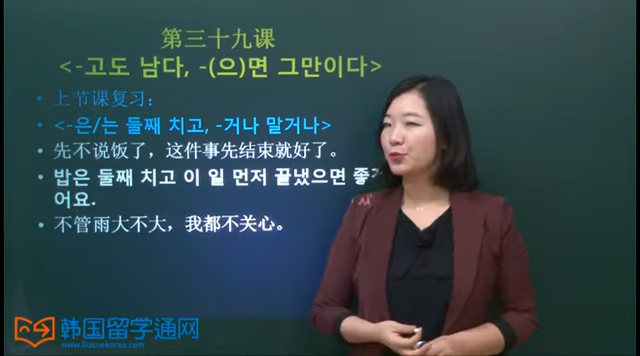 第三十九课
<-고도 남다, -(으)면 그만이다>
• 上节课复习：
• <-은/는 둘째 치고, -거나 말거나>
• 先不说饭了，这件事先结束就好了。
• 밥은 둘째 치고 이 일 먼저 끝냈으면
어요.
• 不管雨大不大，我都不关心。
韩国留学通网
www.liuxuekorea.com